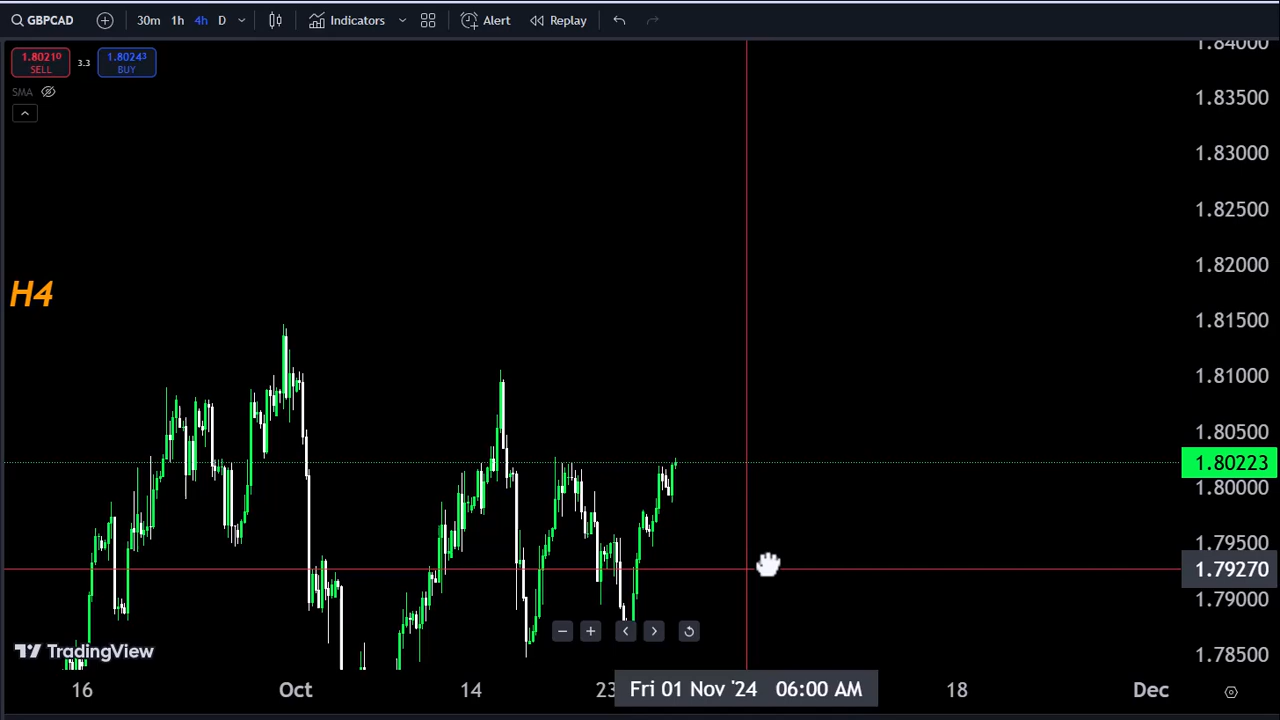 GBPCAD 30m 1h 4h D Indicators Alert Replay
1.80210 SELL 3.3 1.80243 BUY
SMA
H4
1.84000
1.83500
1.83000
1.82500
1.82000
1.81500
1.81000
1.80500
1.80223
1.80000
1.79500
1.79270
1.79000
1.78500
TradingView
16 Oct 14 23 Fri 01 Nov '24 06:00 AM 18 Dec